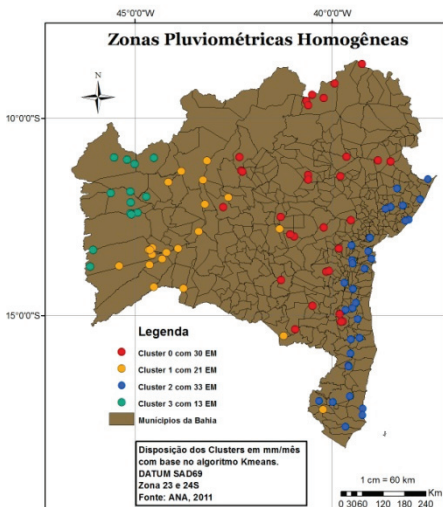 45°0'0"W
40°0'0"W
Zonas Pluviométricas Homogêneas
N
10°0'0"S
15°0'0"S
Legenda
Cluster 0 com 30 EM
Cluster 1 com 21 EM
Cluster 2 com 33 EM
Cluster 3 com 13 EM
Municípios da Bahia
Disposição dos Clusters em mm/mês
com base no algoritmo Kmeans.
DATUM SAD69
Zona 23 e 24S
Fonte: ANA, 2011
1 cm = 60 km
Km
0 30 60 120 180 240